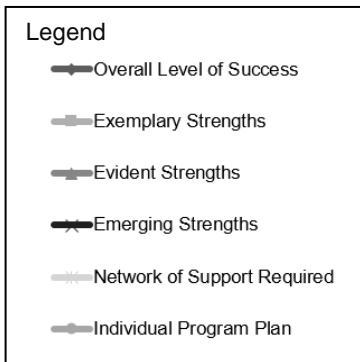 Legend
Overall Level of Success
Exemplary Strengths
Evident Strengths
Emerging Strengths
Network of Support Required
Individual Program Plan